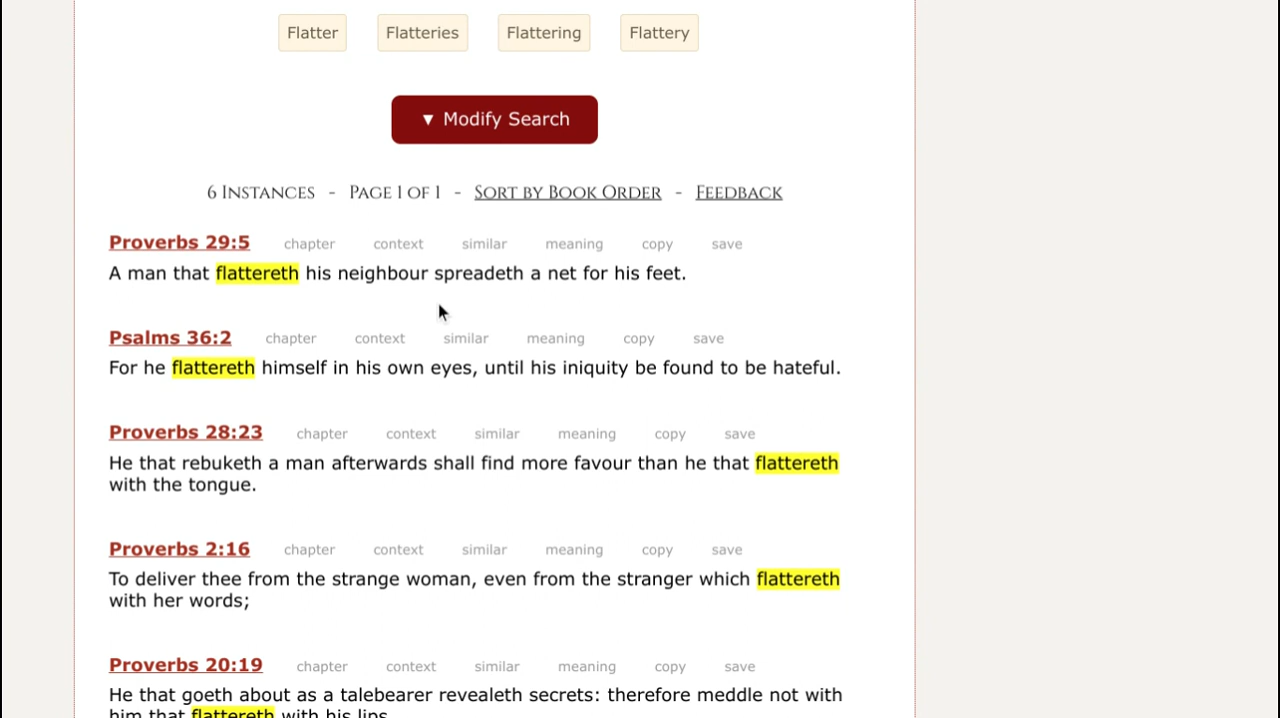 Flatter Flatteries Flattering Flattery
▼ Modify Search
6 Instances - Page 1 of 1 - Sort by Book Order - Feedback
Proverbs 29:5 chapter context similar meaning copy save
A man that flattereth his neighbour spreadeth a net for his feet.
Psalms 36:2 chapter context similar meaning copy save
For he flattereth himself in his own eyes, until his iniquity be found to be hateful.
Proverbs 28:23 chapter context similar meaning copy save
He that rebuketh a man afterwards shall find more favour than he that flattereth
with the tongue.
Proverbs 2:16 chapter context similar meaning copy save
To deliver thee from the strange woman, even from the stranger which flattereth
with her words;
Proverbs 20:19 chapter context similar meaning copy save
He that goeth about as a talebearer revealeth secrets: therefore meddle not with
him that flattereth with his lips.